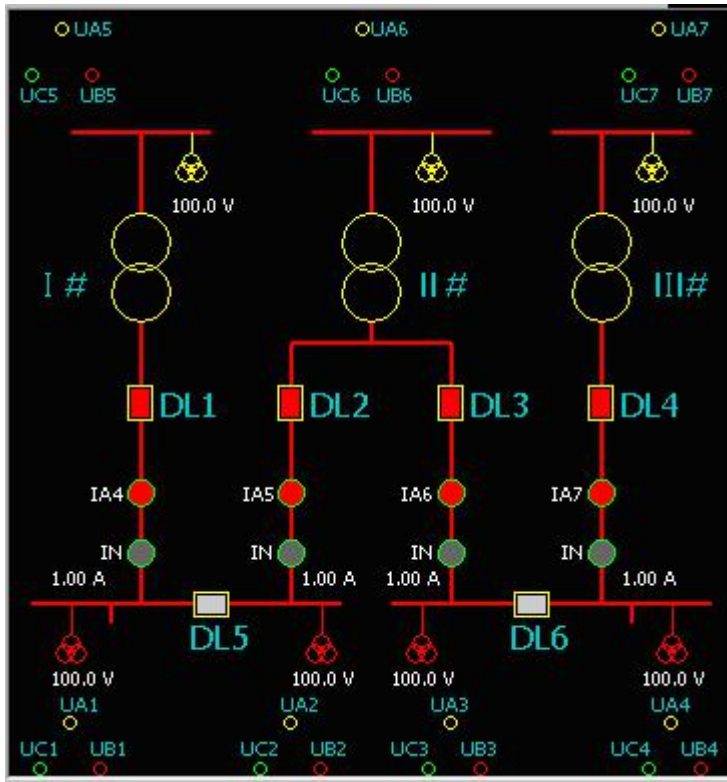 UA5 UA6 UA7
UC5 UB5 UC6 UB6 UC7 UB7
100.0 V 100.0 V 100.0 V
I # II # III#
DL1 DL2 DL3 DL4
IA4 IA5 IA6 IA7
IN IN IN IN
1.00 A 1.00 A 1.00 A 1.00 A
DL5 DL6
100.0 V 100.0 V 100.0 V 100.0 V
UA1 UA2 UA3 UA4
UC1 UB1 UC2 UB2 UC3 UB3 UC4 UB4